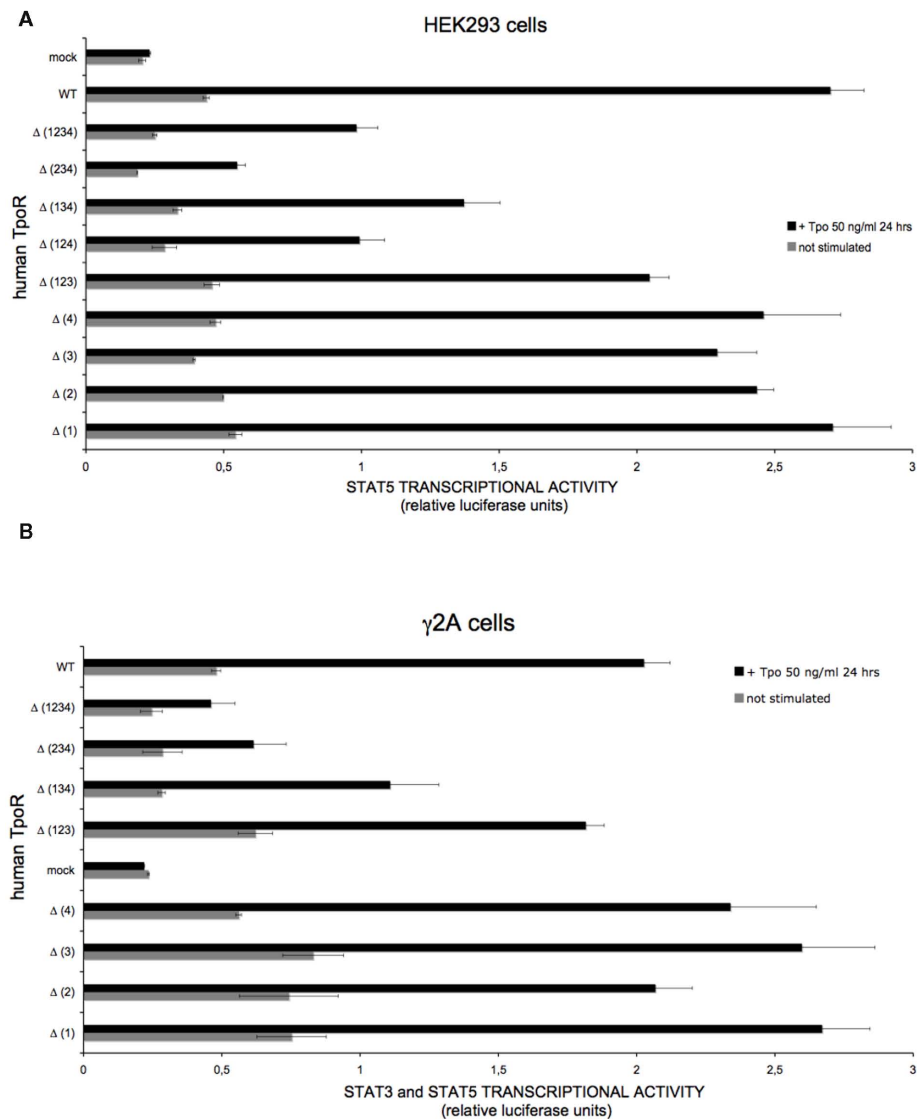 A
HEK293 cells
human TpoR
mock
WT
Δ (1234)
Δ (234)
Δ (134)
Δ (124)
Δ (123)
Δ (4)
Δ (3)
Δ (2)
Δ (1)
+ Tpo 50 ng/ml 24 hrs
not stimulated
0 0,5 1 1,5 2 2,5 3
STAT5 TRANSCRIPTIONAL ACTIVITY
(relative luciferase units)
B
γ2A cells
human TpoR
WT
Δ (1234)
Δ (234)
Δ (134)
Δ (123)
mock
Δ (4)
Δ (3)
Δ (2)
Δ (1)
+ Tpo 50 ng/ml 24 hrs
not stimulated
0 0,5 1 1,5 2 2,5 3
STAT3 and STAT5 TRANSCRIPTIONAL ACTIVITY
(relative luciferase units)